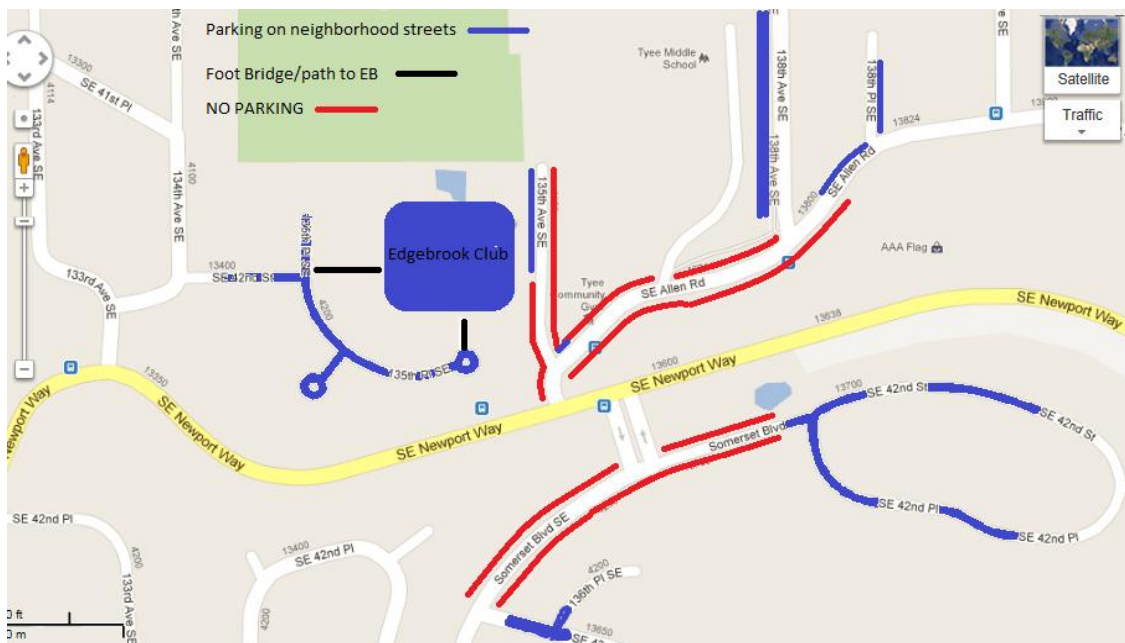 Parking on neighborhood streets
Foot Bridge/path to EB
NO PARKING
Satellite
Traffic
13300
SE 41st Pl
4114
133rd Ave SE
134th Ave SE
4100
133rd Ave SE
13400
SE 42nd St
4200
135th Pl SE
Edgebrook Club
135th Ave SE
Tyee Middle
School
138th Ave SE
138th Ave SE
138th Pl SE
13824
SE Allen Rd
13800
SE Allen Rd
AAA Flag
Tyee
Community
13638
SE Newport Way
13600
SE Newport Way
SE Newport Way
13350
SE Newport Way
Newport Way
13700
SE 42nd St
SE 42nd St
SE 42nd Pl
SE 42nd Pl
Somerset Blvd
Somerset Blvd SE
4200
136th Pl SE
13650
SE 42nd Pl
4200
133rd Ave SE
13400
SE 42nd Pl
4200